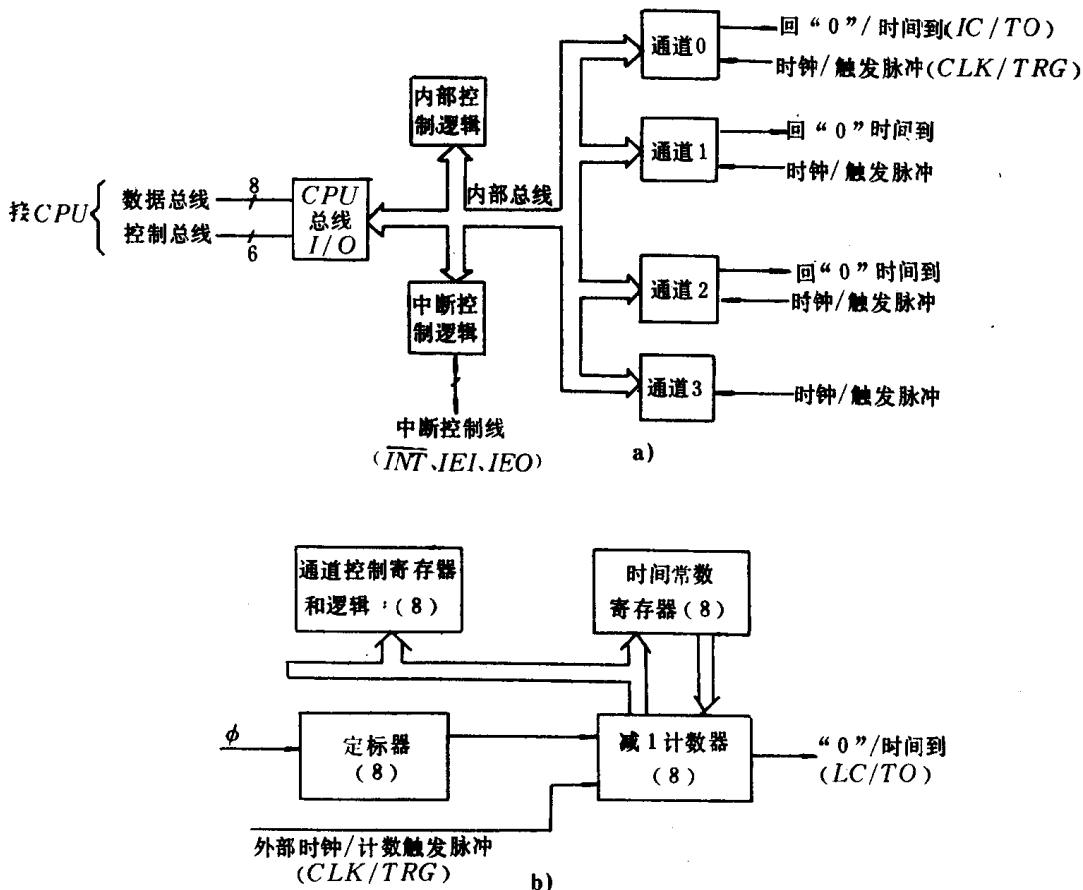 通道0
回“0”/时间到(IC/TO)
时钟/触发脉冲(CLK/TRG)
内部控
制逻辑
通道1
回“0”时间到
时钟/触发脉冲
接CPU
数据总线
8
控制总线
6
CPU
总线
I/O
内部总线
中断控
制逻辑
通道2
回“0”时间到
时钟/触发脉冲
通道3
时钟/触发脉冲
中断控制线
(I̅N̅T̅、IEI、IEO)
a)
通道控制寄存器
和逻辑 (8)
时间常数
寄存器(8)
ϕ
定标器
(8)
减1计数器
(8)
“0”/时间到
(LC/TO)
外部时钟/计数触发脉冲
(CLK/TRG)
b)